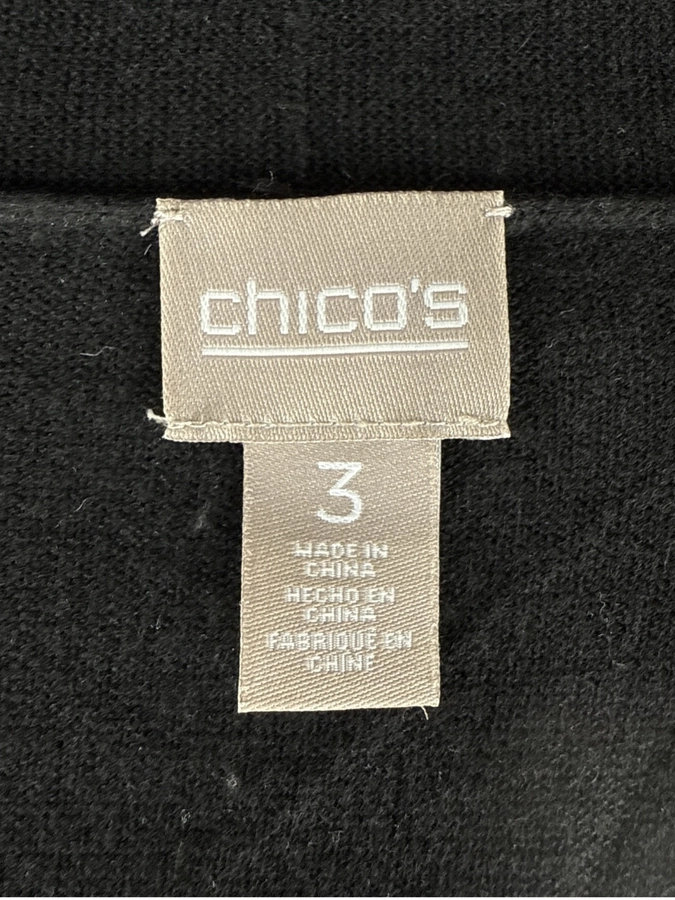 chico's
3
MADE IN
CHINA
HECHO EN
CHINA
FABRIQUE EN
CHINE